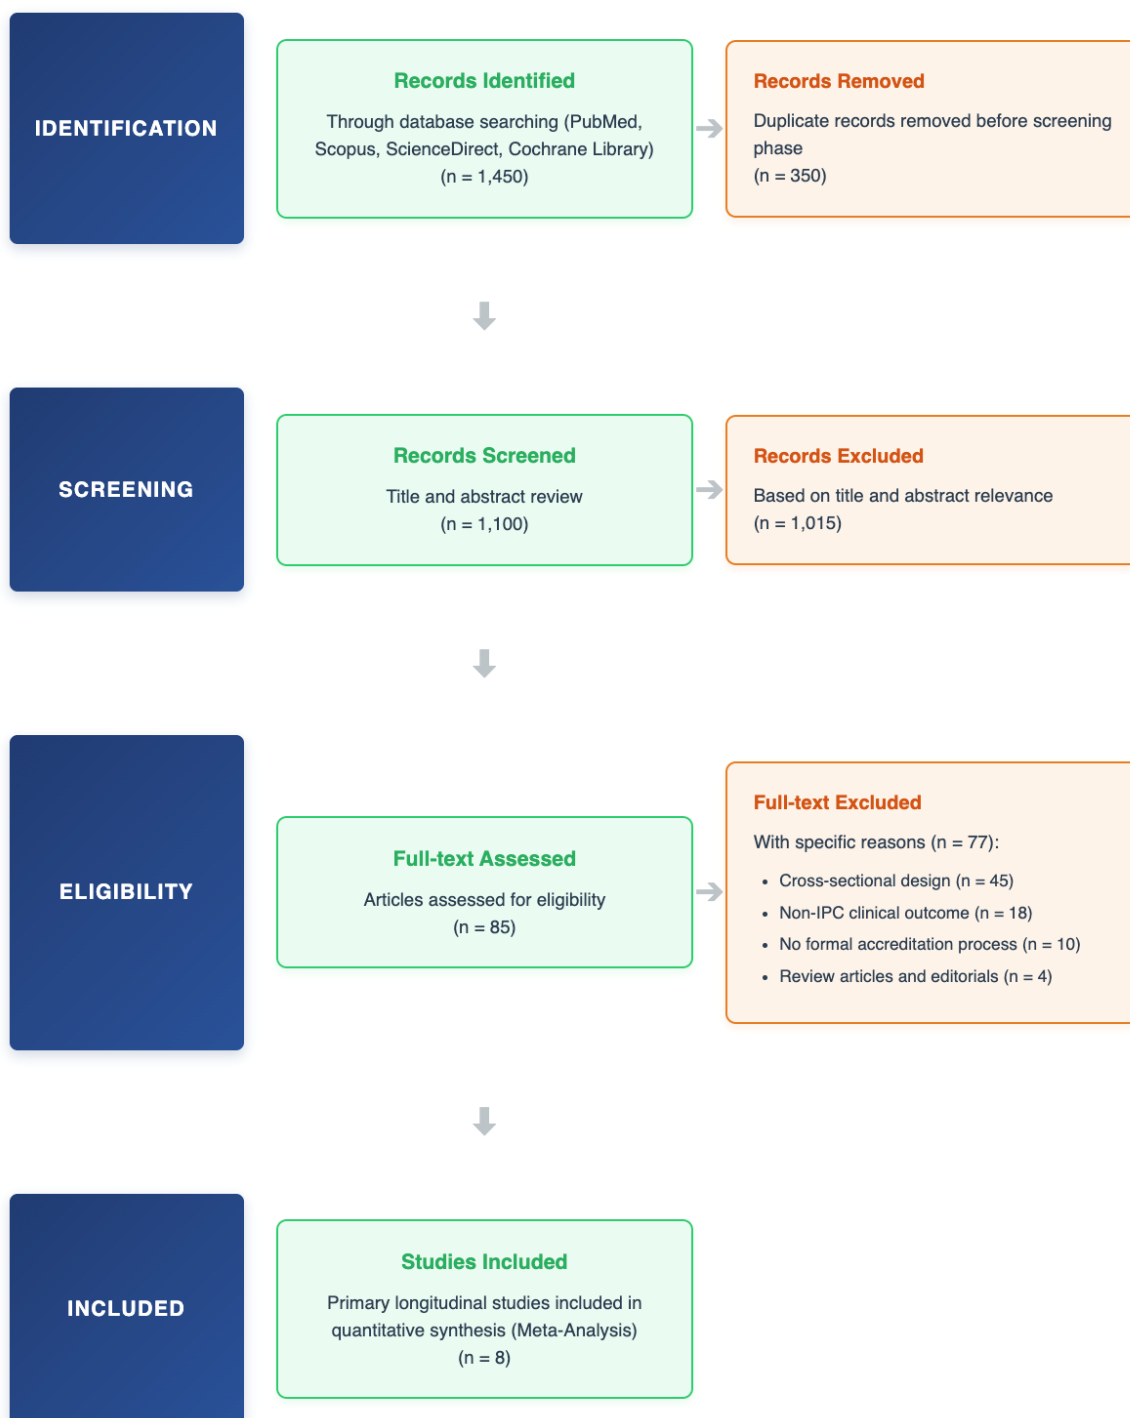 IDENTIFICATION
Records Identified
Through database searching (PubMed,
Scopus, ScienceDirect, Cochrane Library)
(n = 1,450)
Records Removed
Duplicate records removed before screening
phase
(n = 350)
SCREENING
Records Screened
Title and abstract review
(n = 1,100)
Records Excluded
Based on title and abstract relevance
(n = 1,015)
ELIGIBILITY
Full-text Assessed
Articles assessed for eligibility
(n = 85)
Full-text Excluded
With specific reasons (n = 77):
• Cross-sectional design (n = 45)
• Non-IPC clinical outcome (n = 18)
• No formal accreditation process (n = 10)
• Review articles and editorials (n = 4)
INCLUDED
Studies Included
Primary longitudinal studies included in
quantitative synthesis (Meta-Analysis)
(n = 8)